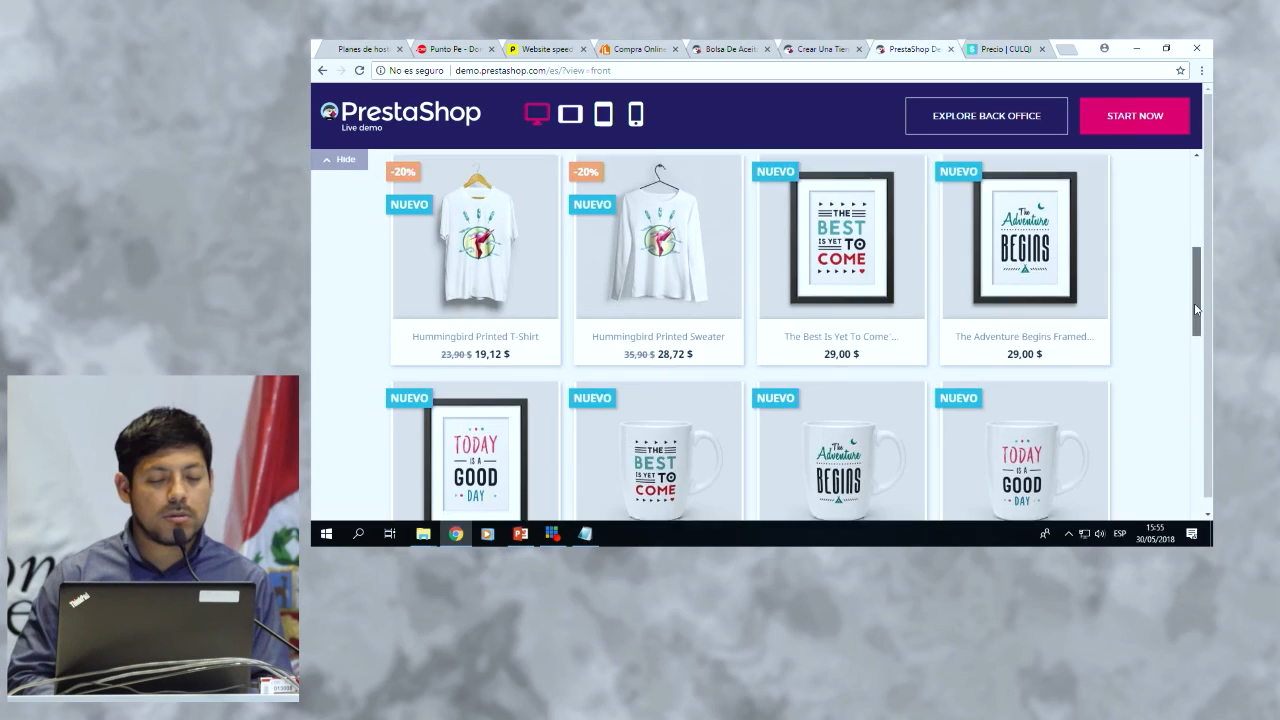 Planes de host
Punto Pe - Do
Website speed
Compra Online
Bolsa De Aceit
Crear Una Tien
PrestaShop De
Precio | CULQI
No es seguro
demo.prestashop.com/es/?view=front
PrestaShop
Live demo
EXPLORE BACK OFFICE
START NOW
Hide
-20%
NUEVO
-20%
NUEVO
NUEVO
THE
BEST
IS YET TO
COME
NUEVO
The
Adventure
BEGINS
Hummingbird Printed T-Shirt
23,90 $ 19,12 $
Hummingbird Printed Sweater
35,90 $ 28,72 $
The Best Is Yet To Come'...
29,00 $
The Adventure Begins Framed...
29,00 $
NUEVO
TODAY
IS A
GOOD
DAY
NUEVO
THE
BEST
IS YET TO
COME
NUEVO
The
Adventure
BEGINS
NUEVO
TODAY
IS A
GOOD
DAY
ESP
15:55
30/05/2018
ThinkPad